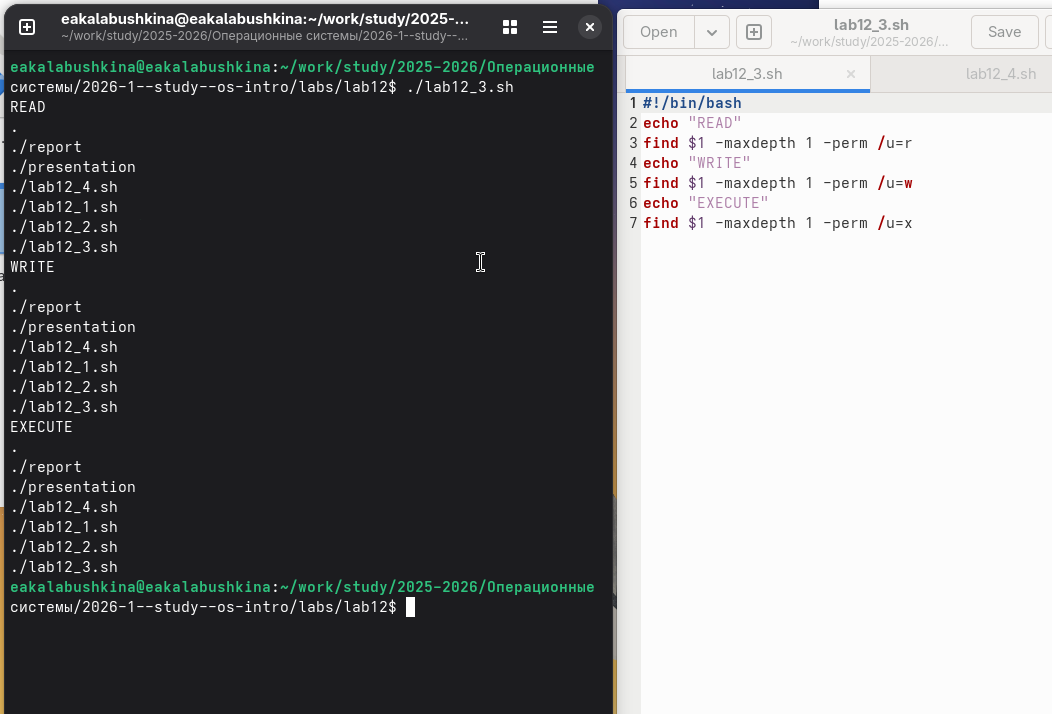 eakalabushkina@eakalabushkina:~/work/study/2025-...
~/work/study/2025-2026/Операционные системы/2026-1--study--...
eakalabushkina@eakalabushkina:~/work/study/2025-2026/Операционные
системы/2026-1--study--os-intro/labs/lab12$ ./lab12_3.sh
READ
.
./report
./presentation
./lab12_4.sh
./lab12_1.sh
./lab12_2.sh
./lab12_3.sh
WRITE
.
./report
./presentation
./lab12_4.sh
./lab12_1.sh
./lab12_2.sh
./lab12_3.sh
EXECUTE
.
./report
./presentation
./lab12_4.sh
./lab12_1.sh
./lab12_2.sh
./lab12_3.sh
eakalabushkina@eakalabushkina:~/work/study/2025-2026/Операционные
системы/2026-1--study--os-intro/labs/lab12$
Open
lab12_3.sh
~/work/study/2025-2026/...
Save
lab12_3.sh
lab12_4.sh
1 #!/bin/bash
2 echo "READ"
3 find $1 -maxdepth 1 -perm /u=r
4 echo "WRITE"
5 find $1 -maxdepth 1 -perm /u=w
6 echo "EXECUTE"
7 find $1 -maxdepth 1 -perm /u=x